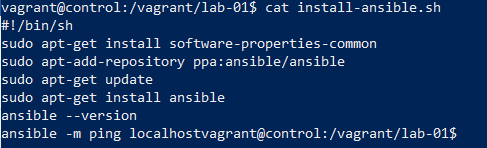 vagrant@control:/vagrant/lab-01$ cat install-ansible.sh
#!/bin/sh
sudo apt-get install software-properties-common
sudo apt-add-repository ppa:ansible/ansible
sudo apt-get update
sudo apt-get install ansible
ansible --version
ansible -m ping localhostvagrant@control:/vagrant/lab-01$